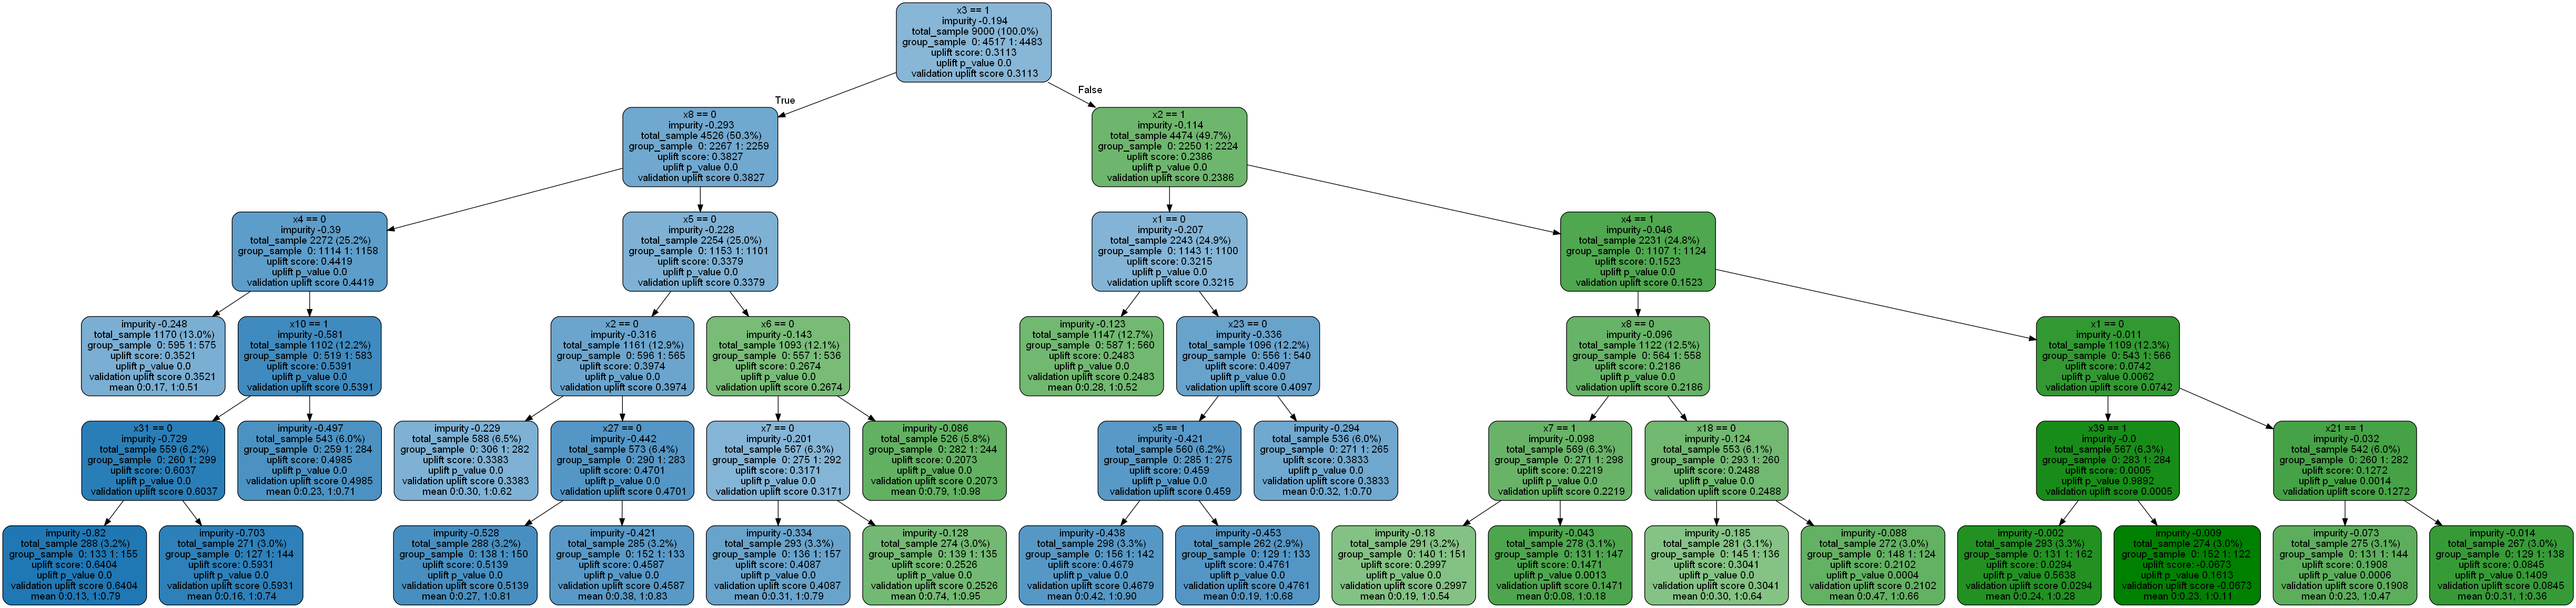 x3 == 1
impurity -0.194
total_sample 9000 (100.0%)
group_sample 0: 4517 1: 4483
uplift score: 0.3113
uplift p_value 0.0
validation uplift score 0.3113
True
False
x8 == 0
impurity -0.293
total_sample 4526 (50.3%)
group_sample 0: 2267 1: 2259
uplift score: 0.3827
uplift p_value 0.0
validation uplift score 0.3827
x2 == 1
impurity -0.114
total_sample 4474 (49.7%)
group_sample 0: 2250 1: 2224
uplift score: 0.2386
uplift p_value 0.0
validation uplift score 0.2386
x4 == 0
impurity -0.39
total_sample 2272 (25.2%)
group_sample 0: 1114 1: 1158
uplift score: 0.4419
uplift p_value 0.0
validation uplift score 0.4419
x5 == 0
impurity -0.228
total_sample 2254 (25.0%)
group_sample 0: 1153 1: 1101
uplift score: 0.3379
uplift p_value 0.0
validation uplift score 0.3379
x1 == 0
impurity -0.207
total_sample 2243 (24.9%)
group_sample 0: 1143 1: 1100
uplift score: 0.3215
uplift p_value 0.0
validation uplift score 0.3215
x4 == 1
impurity -0.046
total_sample 2231 (24.8%)
group_sample 0: 1107 1: 1124
uplift score: 0.1523
uplift p_value 0.0
validation uplift score 0.1523
impurity -0.248
total_sample 1170 (13.0%)
group_sample 0: 595 1: 575
uplift score: 0.3521
uplift p_value 0.0
validation uplift score 0.3521
mean 0:0.17, 1:0.51
x10 == 1
impurity -0.581
total_sample 1102 (12.2%)
group_sample 0: 519 1: 583
uplift score: 0.5391
uplift p_value 0.0
validation uplift score 0.5391
x2 == 0
impurity -0.316
total_sample 1161 (12.9%)
group_sample 0: 596 1: 565
uplift score: 0.3974
uplift p_value 0.0
validation uplift score 0.3974
x6 == 0
impurity -0.143
total_sample 1093 (12.1%)
group_sample 0: 557 1: 536
uplift score: 0.2674
uplift p_value 0.0
validation uplift score 0.2674
impurity -0.123
total_sample 1147 (12.7%)
group_sample 0: 587 1: 560
uplift score: 0.2483
uplift p_value 0.0
validation uplift score 0.2483
mean 0:0.28, 1:0.52
x23 == 0
impurity -0.336
total_sample 1096 (12.2%)
group_sample 0: 556 1: 540
uplift score: 0.4097
uplift p_value 0.0
validation uplift score 0.4097
x8 == 0
impurity -0.096
total_sample 1122 (12.5%)
group_sample 0: 564 1: 558
uplift score: 0.2186
uplift p_value 0.0
validation uplift score 0.2186
x1 == 0
impurity -0.011
total_sample 1109 (12.3%)
group_sample 0: 543 1: 566
uplift score: 0.0742
uplift p_value 0.0062
validation uplift score 0.0742
x31 == 0
impurity -0.729
total_sample 559 (6.2%)
group_sample 0: 260 1: 299
uplift score: 0.6037
uplift p_value 0.0
validation uplift score 0.6037
impurity -0.497
total_sample 543 (6.0%)
group_sample 0: 259 1: 284
uplift score: 0.4985
uplift p_value 0.0
validation uplift score 0.4985
mean 0:0.23, 1:0.71
impurity -0.229
total_sample 588 (6.5%)
group_sample 0: 306 1: 282
uplift score: 0.3383
uplift p_value 0.0
validation uplift score 0.3383
mean 0:0.30, 1:0.62
x27 == 0
impurity -0.442
total_sample 573 (6.4%)
group_sample 0: 290 1: 283
uplift score: 0.4701
uplift p_value 0.0
validation uplift score 0.4701
x7 == 0
impurity -0.201
total_sample 567 (6.3%)
group_sample 0: 275 1: 292
uplift score: 0.3171
uplift p_value 0.0
validation uplift score 0.3171
impurity -0.086
total_sample 526 (5.8%)
group_sample 0: 282 1: 244
uplift score: 0.2073
uplift p_value 0.0
validation uplift score 0.2073
mean 0:0.79, 1:0.98
x5 == 1
impurity -0.421
total_sample 560 (6.2%)
group_sample 0: 285 1: 275
uplift score: 0.459
uplift p_value 0.0
validation uplift score 0.459
impurity -0.294
total_sample 536 (6.0%)
group_sample 0: 271 1: 265
uplift score: 0.3833
uplift p_value 0.0
validation uplift score 0.3833
mean 0:0.32, 1:0.70
x7 == 1
impurity -0.098
total_sample 569 (6.3%)
group_sample 0: 271 1: 298
uplift score: 0.2219
uplift p_value 0.0
validation uplift score 0.2219
x18 == 0
impurity -0.124
total_sample 553 (6.1%)
group_sample 0: 293 1: 260
uplift score: 0.2488
uplift p_value 0.0
validation uplift score 0.2488
x39 == 1
impurity -0.0
total_sample 567 (6.3%)
group_sample 0: 283 1: 284
uplift score: 0.0005
uplift p_value 0.9892
validation uplift score 0.0005
x21 == 1
impurity -0.032
total_sample 542 (6.0%)
group_sample 0: 260 1: 282
uplift score: 0.1272
uplift p_value 0.0014
validation uplift score 0.1272
impurity -0.82
total_sample 288 (3.2%)
group_sample 0: 133 1: 155
uplift score: 0.6404
uplift p_value 0.0
validation uplift score 0.6404
mean 0:0.13, 1:0.79
impurity -0.703
total_sample 271 (3.0%)
group_sample 0: 127 1: 144
uplift score: 0.5931
uplift p_value 0.0
validation uplift score 0.5931
mean 0:0.16, 1:0.74
impurity -0.528
total_sample 288 (3.2%)
group_sample 0: 138 1: 150
uplift score: 0.5139
uplift p_value 0.0
validation uplift score 0.5139
mean 0:0.27, 1:0.81
impurity -0.421
total_sample 285 (3.2%)
group_sample 0: 152 1: 133
uplift score: 0.4587
uplift p_value 0.0
validation uplift score 0.4587
mean 0:0.38, 1:0.83
impurity -0.334
total_sample 293 (3.3%)
group_sample 0: 136 1: 157
uplift score: 0.4087
uplift p_value 0.0
validation uplift score 0.4087
mean 0:0.31, 1:0.79
impurity -0.128
total_sample 274 (3.0%)
group_sample 0: 139 1: 135
uplift score: 0.2526
uplift p_value 0.0
validation uplift score 0.2526
mean 0:0.74, 1:0.95
impurity -0.438
total_sample 298 (3.3%)
group_sample 0: 156 1: 142
uplift score: 0.4679
uplift p_value 0.0
validation uplift score 0.4679
mean 0:0.42, 1:0.90
impurity -0.453
total_sample 262 (2.9%)
group_sample 0: 129 1: 133
uplift score: 0.4761
uplift p_value 0.0
validation uplift score 0.4761
mean 0:0.19, 1:0.68
impurity -0.18
total_sample 291 (3.2%)
group_sample 0: 140 1: 151
uplift score: 0.2997
uplift p_value 0.0
validation uplift score 0.2997
mean 0:0.19, 1:0.54
impurity -0.043
total_sample 278 (3.1%)
group_sample 0: 131 1: 147
uplift score: 0.1471
uplift p_value 0.0013
validation uplift score 0.1471
mean 0:0.08, 1:0.18
impurity -0.185
total_sample 281 (3.1%)
group_sample 0: 145 1: 136
uplift score: 0.3041
uplift p_value 0.0
validation uplift score 0.3041
mean 0:0.30, 1:0.64
impurity -0.088
total_sample 272 (3.0%)
group_sample 0: 148 1: 124
uplift score: 0.2102
uplift p_value 0.0004
validation uplift score 0.2102
mean 0:0.47, 1:0.66
impurity -0.002
total_sample 293 (3.3%)
group_sample 0: 131 1: 162
uplift score: 0.0294
uplift p_value 0.5638
validation uplift score 0.0294
mean 0:0.24, 1:0.28
impurity -0.009
total_sample 274 (3.0%)
group_sample 0: 152 1: 122
uplift score: -0.0673
uplift p_value 0.1613
validation uplift score -0.0673
mean 0:0.23, 1:0.11
impurity -0.073
total_sample 275 (3.1%)
group_sample 0: 131 1: 144
uplift score: 0.1908
uplift p_value 0.0006
validation uplift score 0.1908
mean 0:0.23, 1:0.47
impurity -0.014
total_sample 267 (3.0%)
group_sample 0: 129 1: 138
uplift score: 0.0845
uplift p_value 0.1409
validation uplift score 0.0845
mean 0:0.31, 1:0.36